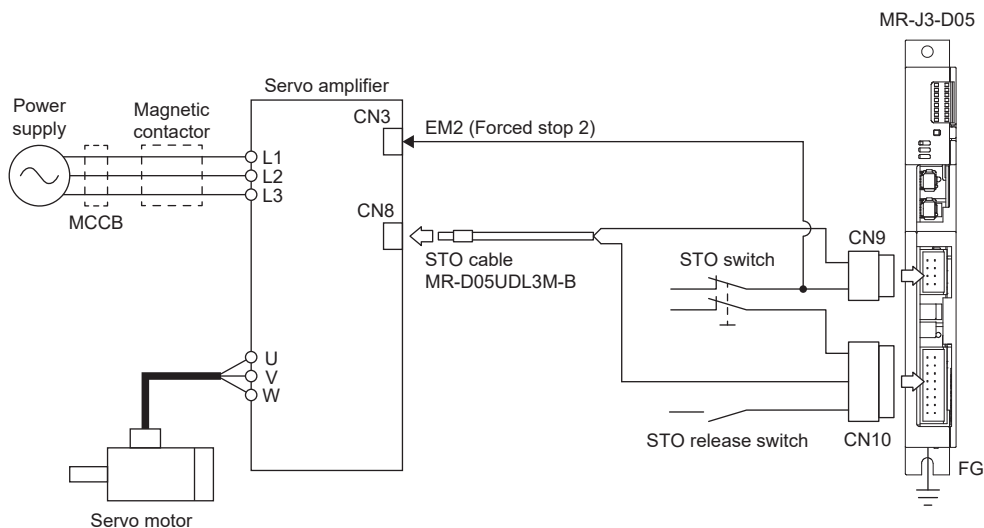 MR-J3-D05
Servo amplifier
Power
supply
Magnetic
contactor
CN3
EM2 (Forced stop 2)
L1
L2
L3
MCCB
CN8
CN9
STO cable
MR-D05UDL3M-B
STO switch
U
V
W
STO release switch
CN10
FG
Servo motor